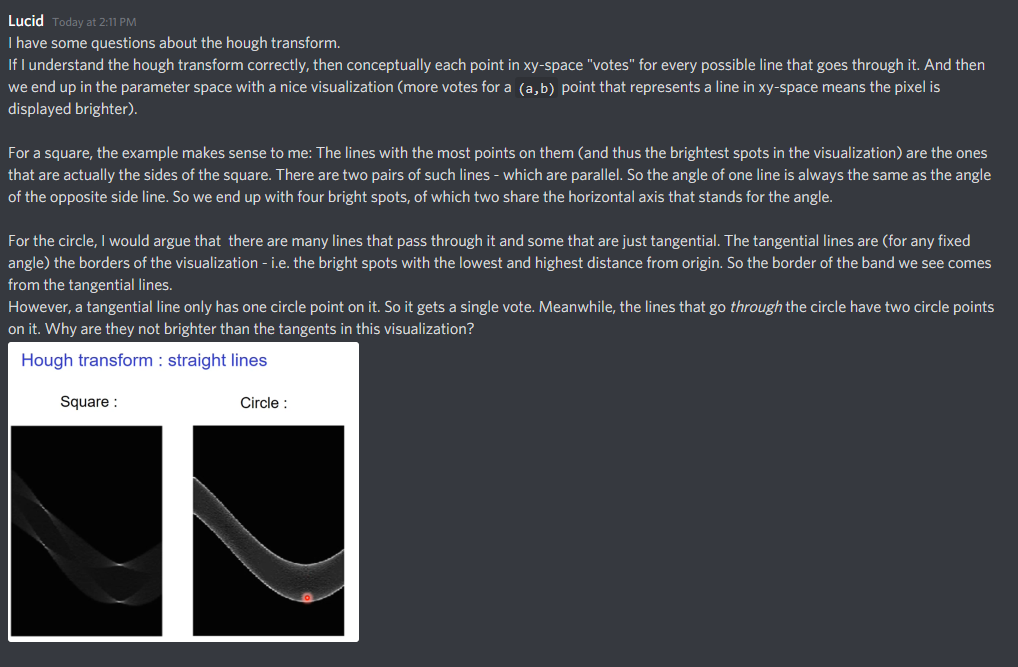 Lucid Today at 2:11 PM
I have some questions about the hough transform.
If I understand the hough transform correctly, then conceptually each point in xy-space "votes" for every possible line that goes through it. And then
we end up in the parameter space with a nice visualization (more votes for a (a,b) point that represents a line in xy-space means the pixel is
displayed brighter).
For a square, the example makes sense to me: The lines with the most points on them (and thus the brightest spots in the visualization) are the ones
that are actually the sides of the square. There are two pairs of such lines - which are parallel. So the angle of one line is always the same as the angle
of the opposite side line. So we end up with four bright spots, of which two share the horizontal axis that stands for the angle.
For the circle, I would argue that there are many lines that pass through it and some that are just tangential. The tangential lines are (for any fixed
angle) the borders of the visualization - i.e. the bright spots with the lowest and highest distance from origin. So the border of the band we see comes
from the tangential lines.
However, a tangential line only has one circle point on it. So it gets a single vote. Meanwhile, the lines that go through the circle have two circle points
on it. Why are they not brighter than the tangents in this visualization?
Hough transform : straight lines
Square :
Circle :